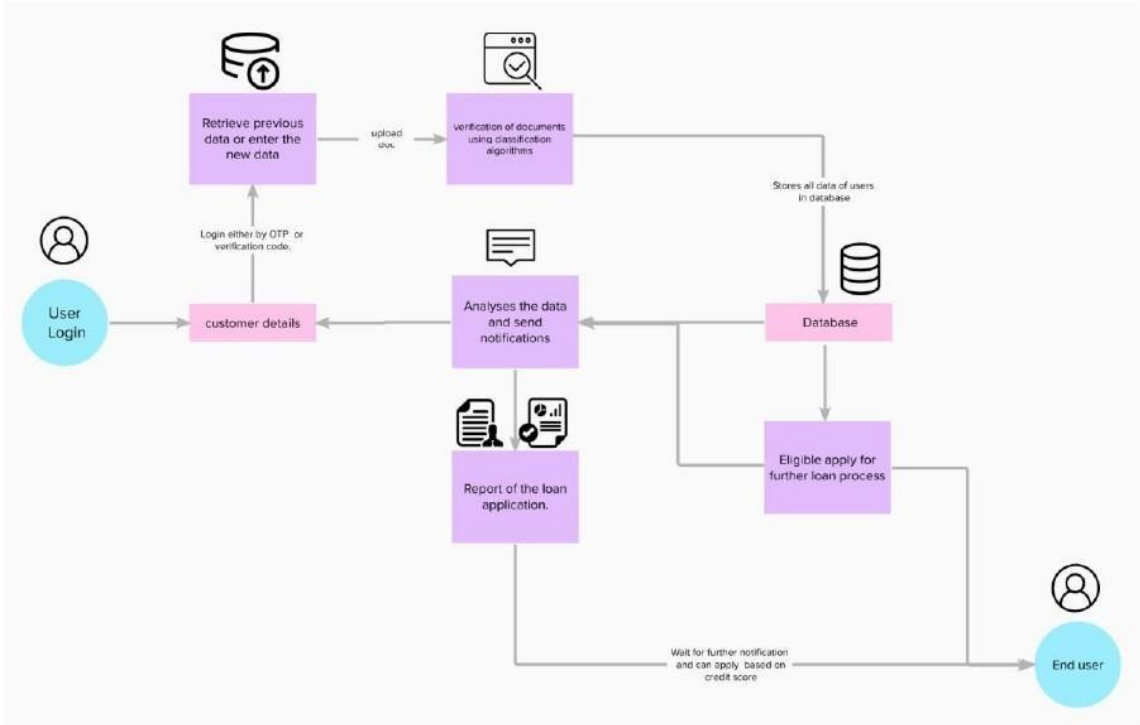 Retrieve previous
data or enter the
new data
upload
doc
verification of documents
using classification
algorithms
Stores all data of users
in database
Login either by OTP or
verification code.
User
Login
customer details
Analyses the data
and send
notifications
Database
Report of the loan
application.
Eligible apply for
further loan process
Wait for further notification
and can apply based on
credit score
End user